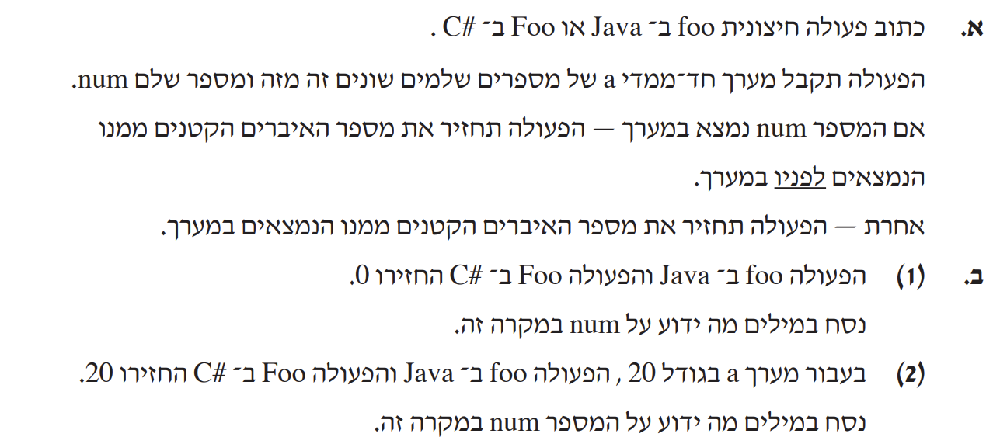 א. כתוב פעולה חיצונית foo ב־ Java או Foo ב־ C# .
הפעולה תקבל מערך חד־ממדי a של מספרים שלמים שונים זה מזה ומספר שלם num.
אם המספר num נמצא במערך — הפעולה תחזיר את מספר האיברים הקטנים ממנו
הנמצאים לפניו במערך.
אחרת — הפעולה תחזיר את מספר האיברים הקטנים ממנו הנמצאים במערך.
ב. (1) הפעולה foo ב־ Java והפעולה Foo ב־ C# החזירו 0.
נסח במילים מה ידוע על num במקרה זה.
(2) בעבור מערך a בגודל 20 , הפעולה foo ב־ Java והפעולה Foo ב־ C# החזירו 20.
נסח במילים מה ידוע על המספר num במקרה זה.